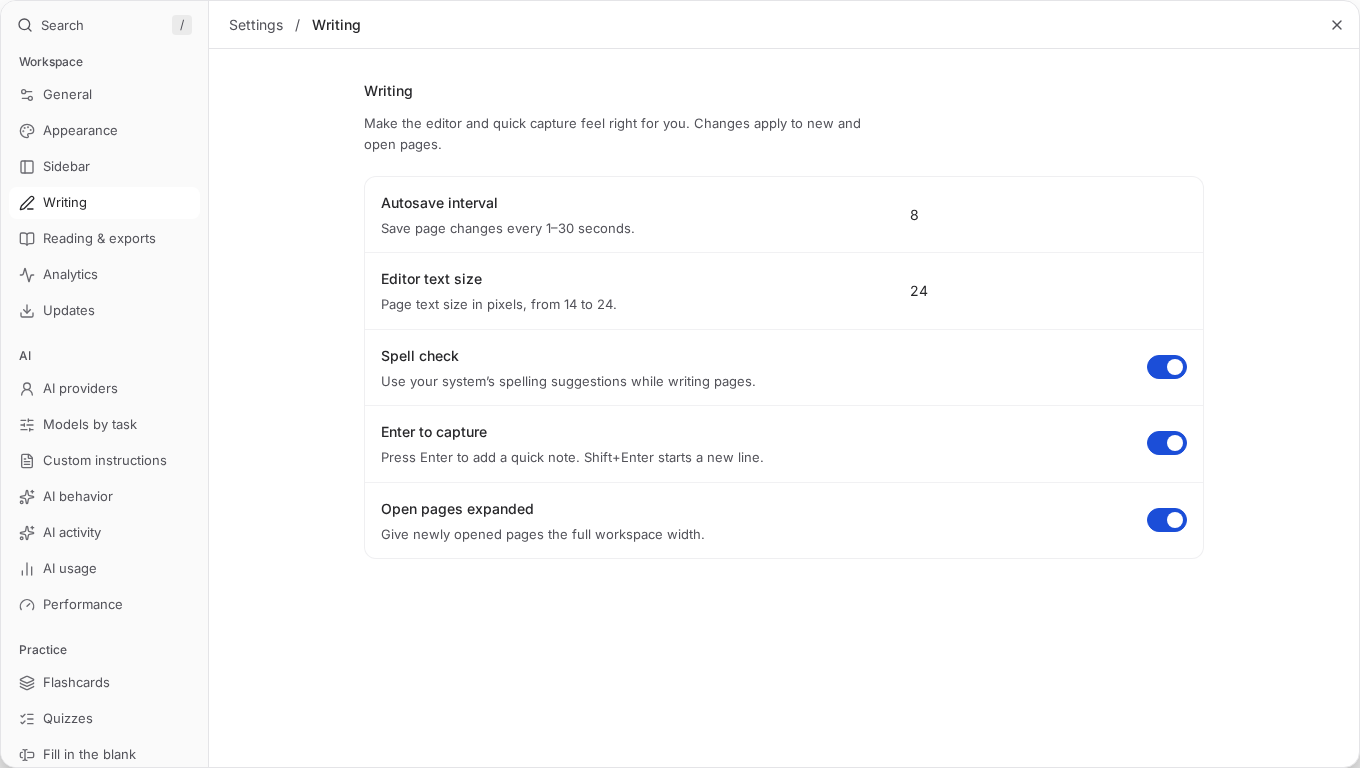 Search
/
Workspace
General
Appearance
Sidebar
Writing
Reading & exports
Analytics
Updates
AI
AI providers
Models by task
Custom instructions
AI behavior
AI activity
AI usage
Performance
Practice
Flashcards
Quizzes
Fill in the blank
Settings / Writing
Writing
Make the editor and quick capture feel right for you. Changes apply to new and
open pages.
Autosave interval
Save page changes every 1–30 seconds.
8
Editor text size
Page text size in pixels, from 14 to 24.
24
Spell check
Use your system’s spelling suggestions while writing pages.
Enter to capture
Press Enter to add a quick note. Shift+Enter starts a new line.
Open pages expanded
Give newly opened pages the full workspace width.